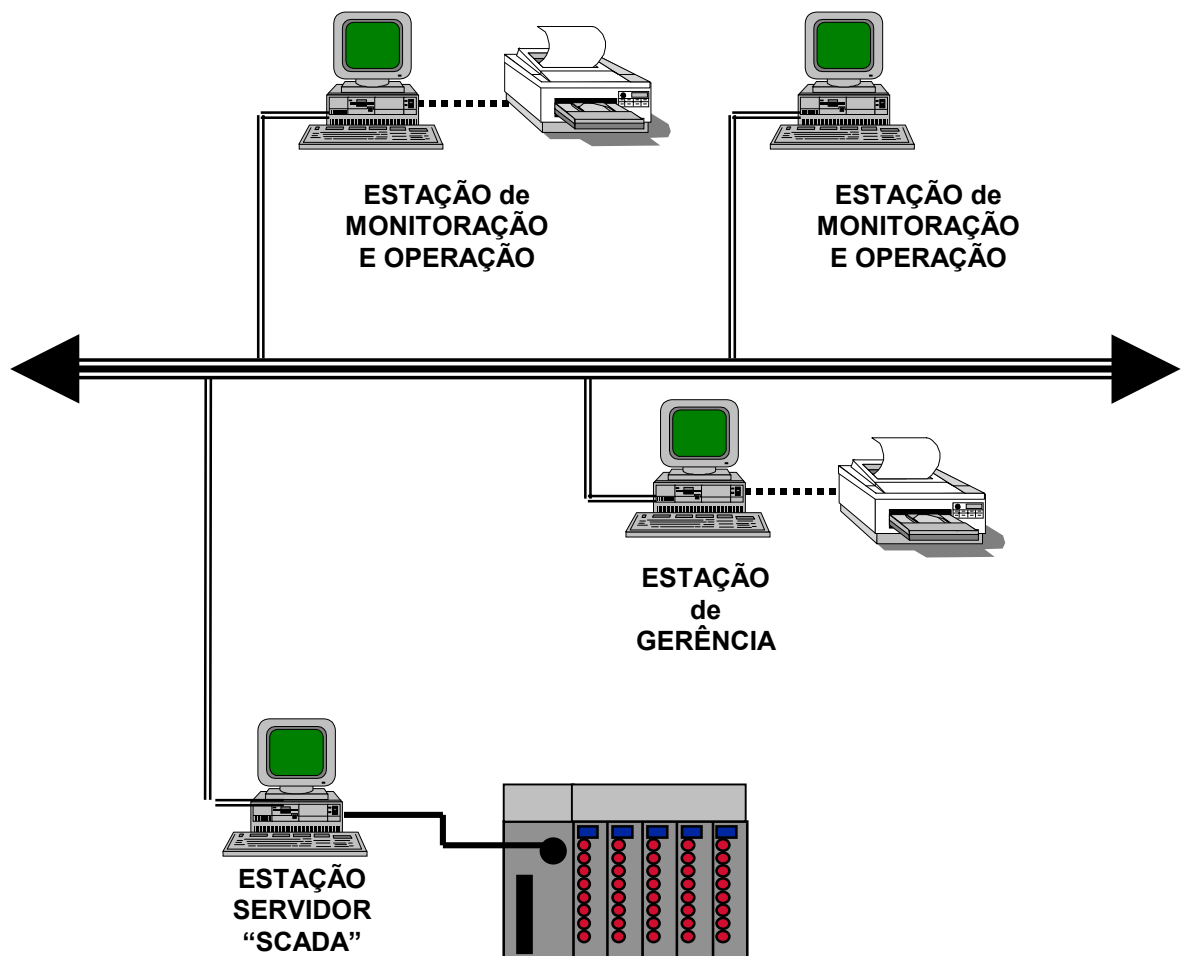 ESTAÇÃO de
MONITORAÇÃO
E OPERAÇÃO
ESTAÇÃO de
MONITORAÇÃO
E OPERAÇÃO
ESTAÇÃO
de
GERÊNCIA
ESTAÇÃO
SERVIDOR
“SCADA”